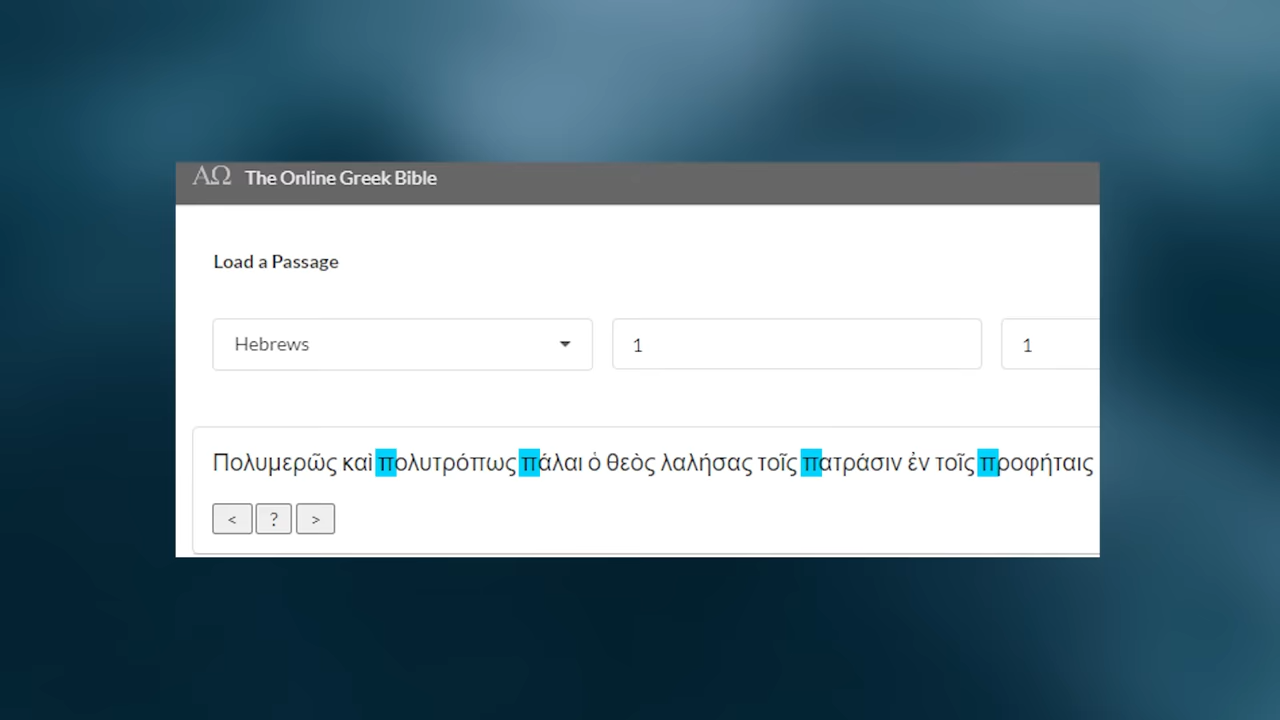 ΑΩ The Online Greek Bible
Load a Passage
Hebrews 1 1
Πολυμερῶς καὶ πολυτρόπως πάλαι ὁ θεὸς λαλήσας τοῖς πατράσιν ἐν τοῖς προφήταις
< ? >